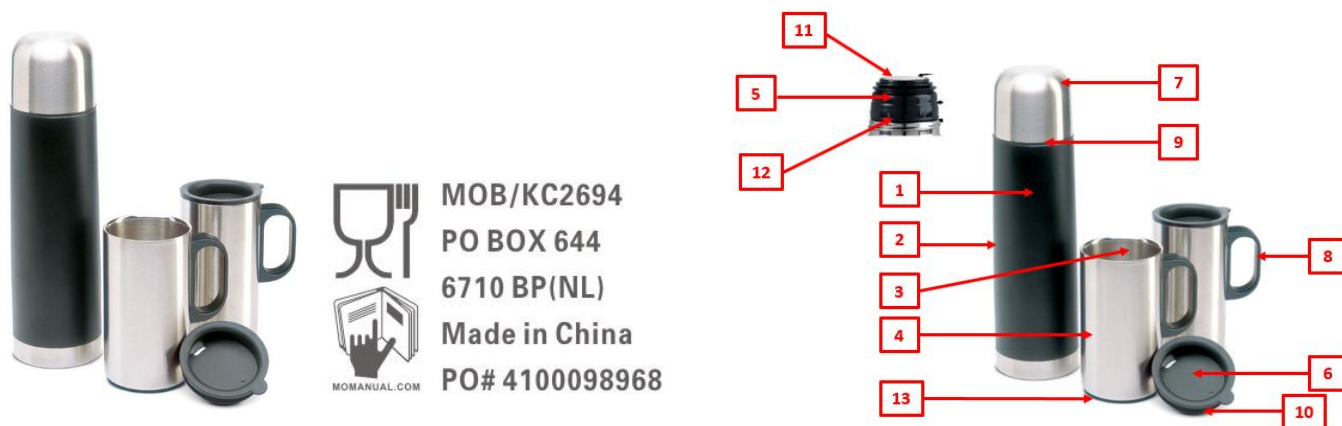 MOB/KC2694
PO BOX 644
6710 BP(NL)
Made in China
PO# 4100098968
MOMANUAL.COM
11
5
12
7
9
1
2
3
4
13
8
6
10